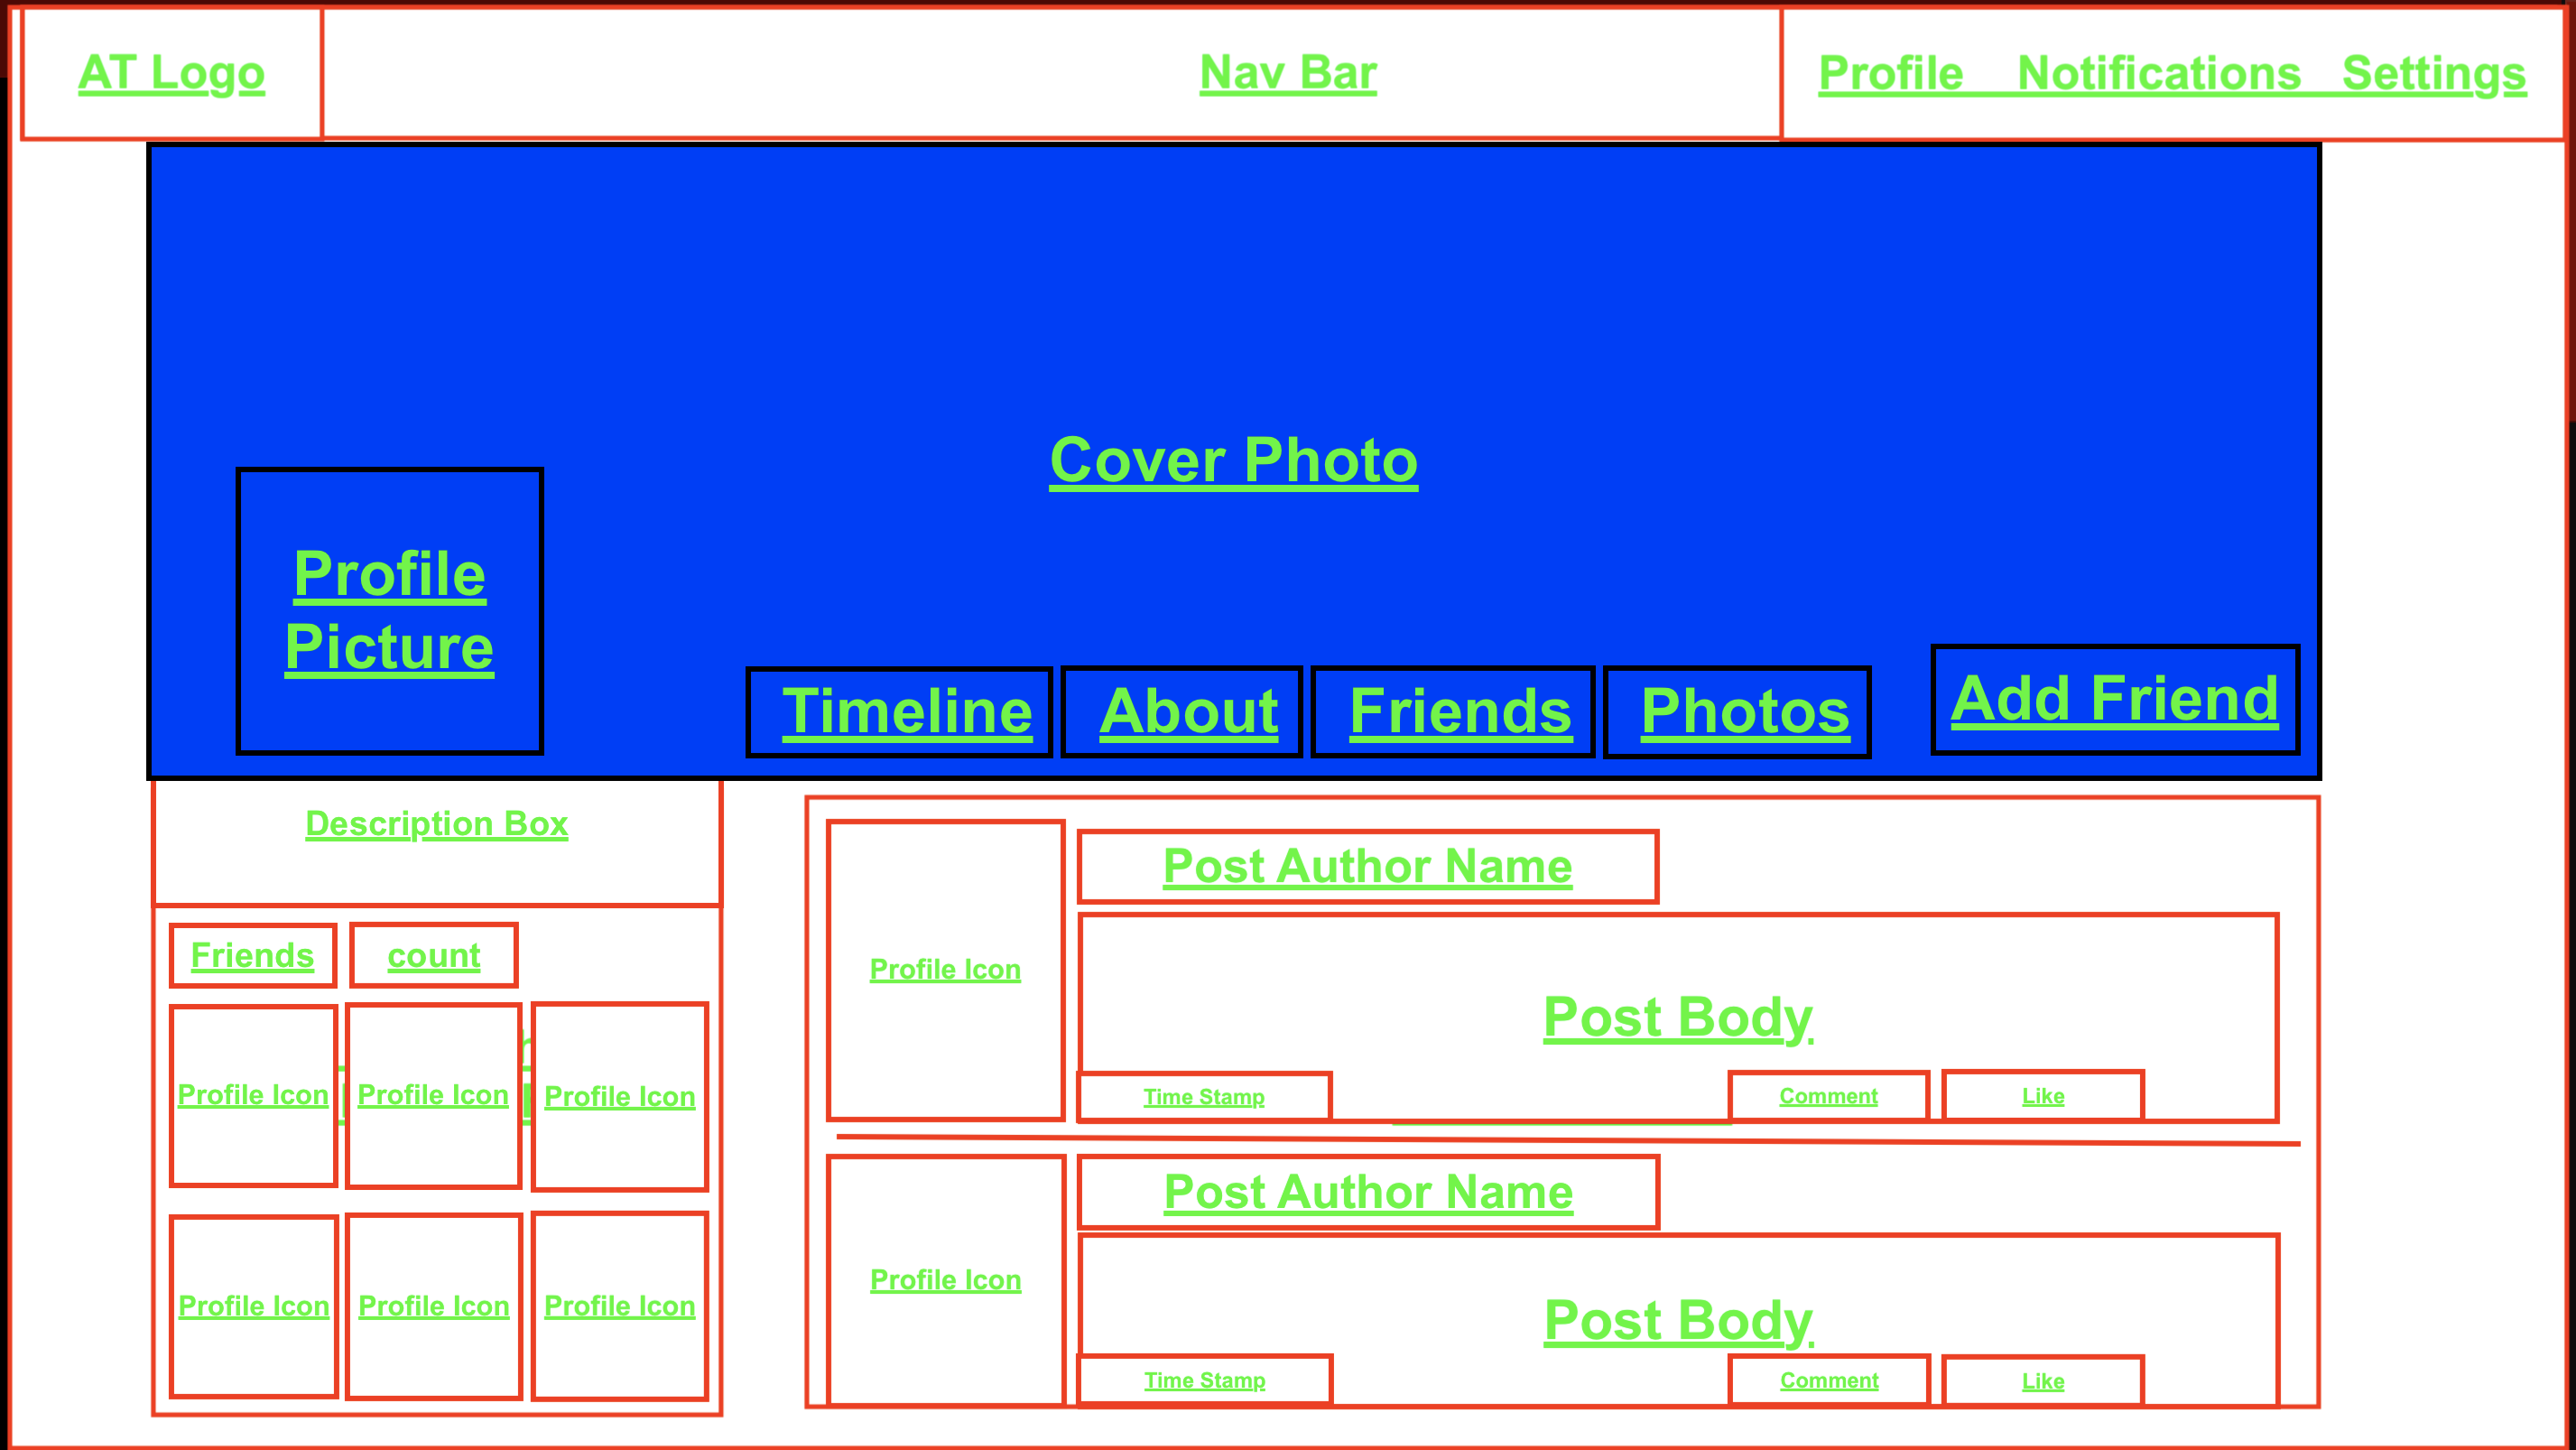 AT Logo
Nav Bar
Profile Notifications Settings
Cover Photo
Profile
Picture
Timeline
About
Friends
Photos
Add Friend
Description Box
Friends
count
Profile Icon
Profile Icon
Profile Icon
Profile Icon
Profile Icon
Profile Icon
Profile Icon
Post Author Name
Post Body
Time Stamp
Comment
Like
Profile Icon
Post Author Name
Post Body
Time Stamp
Comment
Like